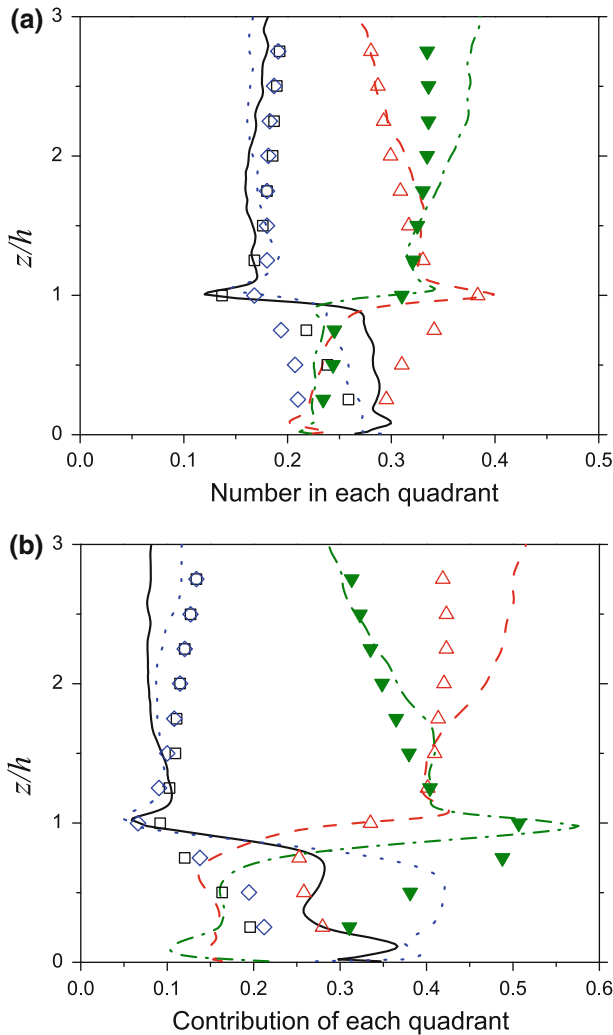 (a)
3
2
1
0
z/h
0.0 0.1 0.2 0.3 0.4 0.5
Number in each quadrant
(b)
3
2
1
0
z/h
0.0 0.1 0.2 0.3 0.4 0.5 0.6
Contribution of each quadrant